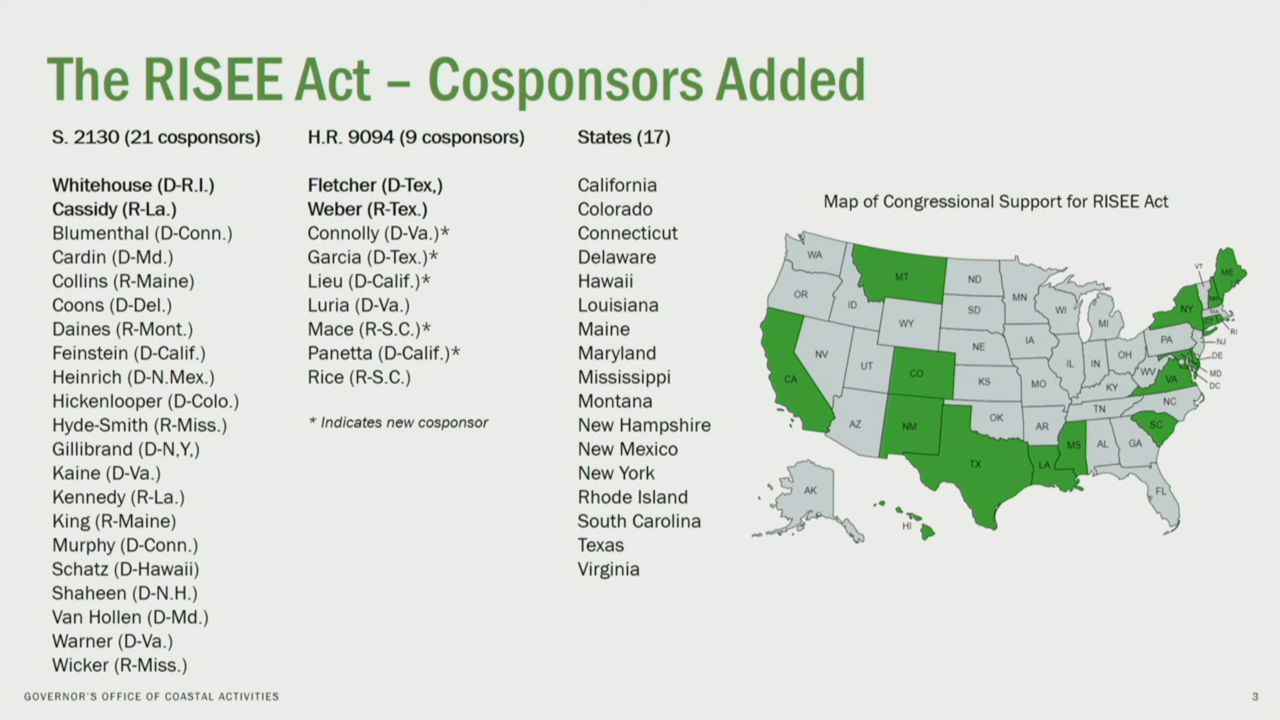 The RISEE Act – Cosponsors Added
S. 2130 (21 cosponsors)
Whitehouse (D-R.I.)
Cassidy (R-La.)
Blumenthal (D-Conn.)
Cardin (D-Md.)
Collins (R-Maine)
Coons (D-Del.)
Daines (R-Mont.)
Feinstein (D-Calif.)
Heinrich (D-N.Mex.)
Hickenlooper (D-Colo.)
Hyde-Smith (R-Miss.)
Gillibrand (D-N,Y,)
Kaine (D-Va.)
Kennedy (R-La.)
King (R-Maine)
Murphy (D-Conn.)
Schatz (D-Hawaii)
Shaheen (D-N.H.)
Van Hollen (D-Md.)
Warner (D-Va.)
Wicker (R-Miss.)
H.R. 9094 (9 cosponsors)
Fletcher (D-Tex,)
Weber (R-Tex.)
Connolly (D-Va.)*
Garcia (D-Tex.)*
Lieu (D-Calif.)*
Luria (D-Va.)
Mace (R-S.C.)*
Panetta (D-Calif.)*
Rice (R-S.C.)
* Indicates new cosponsor
States (17)
California
Colorado
Connecticut
Delaware
Hawaii
Louisiana
Maine
Maryland
Mississippi
Montana
New Hampshire
New Mexico
New York
Rhode Island
South Carolina
Texas
Virginia
Map of Congressional Support for RISEE Act
WA
MT
ND
MN
VT
ME
OR
ID
SD
WI
MI
NY
WY
RI
NV
UT
NE
IA
PA
NJ
CA
CO
KS
IL
IN
OH
WV
DE
MD
DC
MO
KY
VA
AZ
NM
OK
AR
TN
NC
TX
LA
MS
AL
GA
SC
FL
AK
HI
GOVERNOR'S OFFICE OF COASTAL ACTIVITIES
3